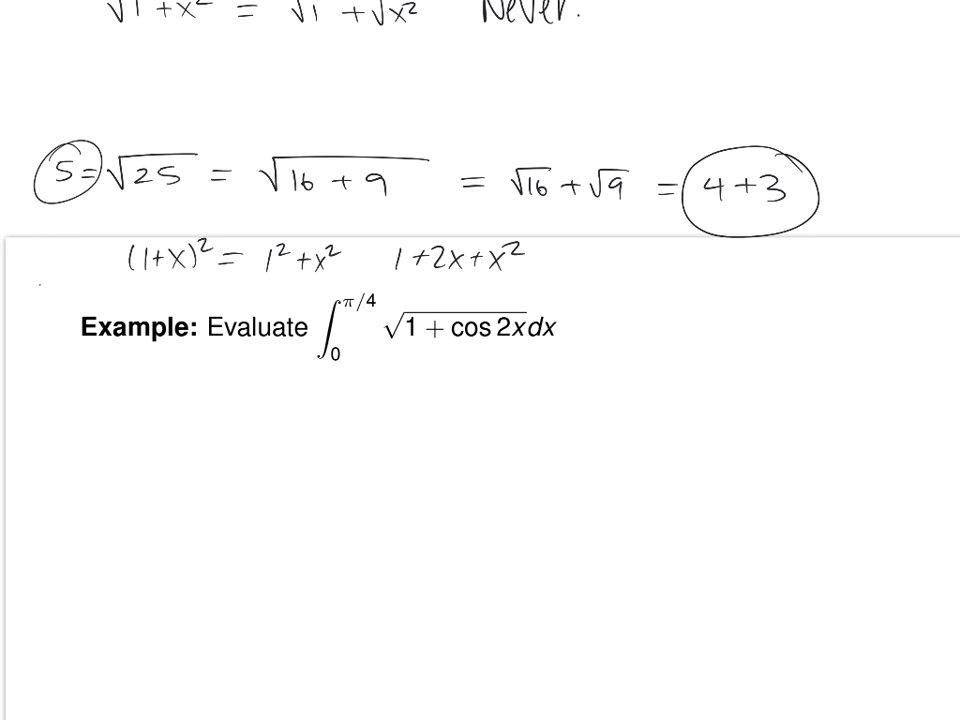 √1+x² = √1 + √x² Never.
5 = √25 = √16 + 9 = √16 + √9 = 4 + 3
(1+x)² = 1² + x² 1 + 2x + x²
Example: Evaluate ∫₀^{π/4} √1 + cos 2x dx